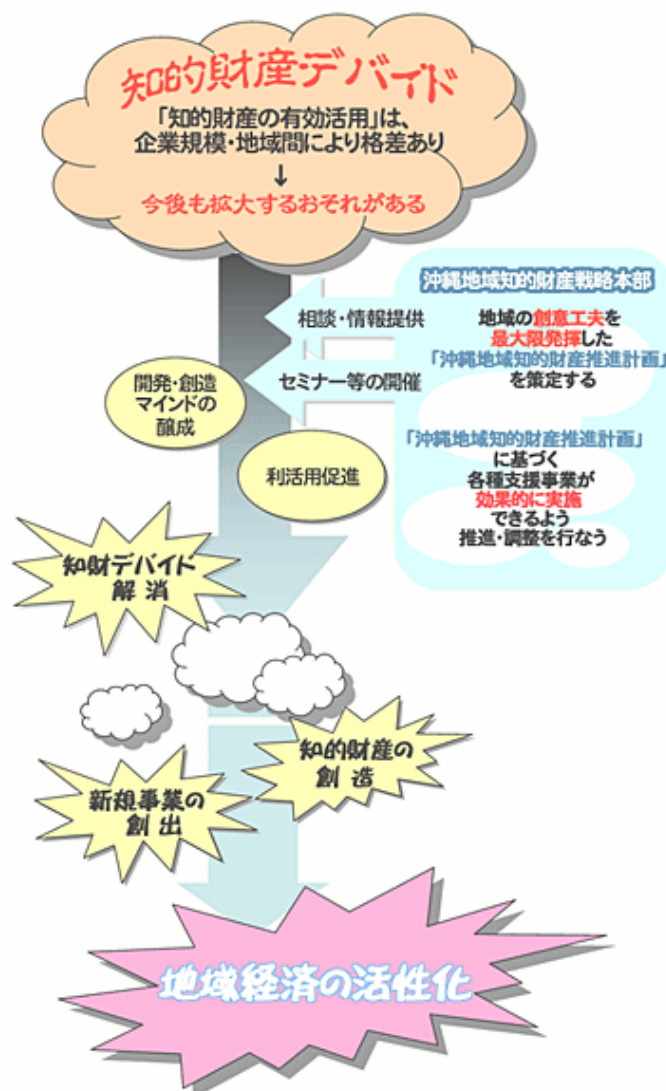 知的財産デバイド
「知的財産の有効活用」は、
企業規模・地域間により格差あり
↓
今後も拡大するおそれがある
沖縄地域知的財産戦略本部
地域の創意工夫を
最大限発揮した
「沖縄地域知的財産推進計画」
を策定する
相談・情報提供
セミナー等の開催
「沖縄地域知的財産推進計画」
に基づく
各種支援事業が
効果的に実施
できるよう
推進・調整を行なう
開発・創造
マインドの
醸成
利活用促進
知財デバイド
解消
知的財産の
創造
新規事業の
創出
地域経済の活性化